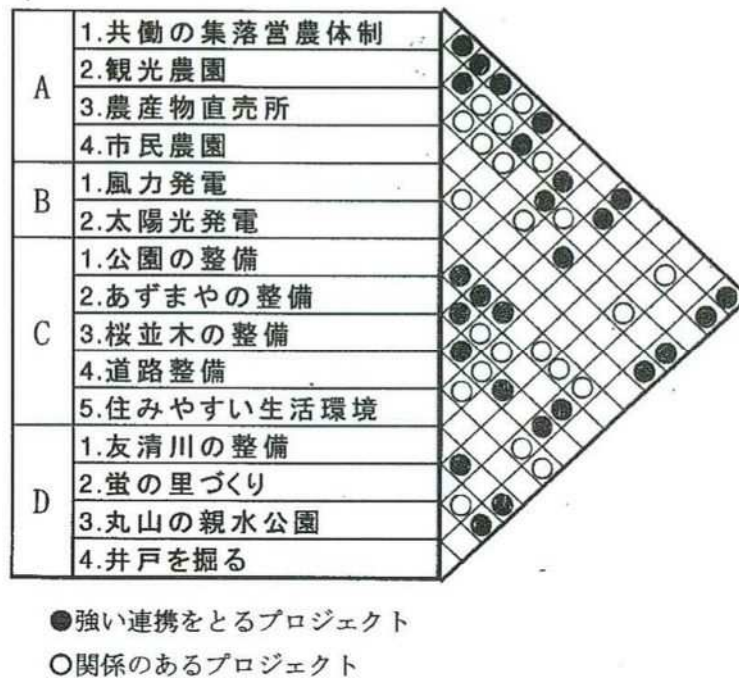 A
1.共働の集落営農体制
2.観光農園
3.農産物直売所
4.市民農園
B
1.風力発電
2.太陽光発電
C
1.公園の整備
2.あずまやの整備
3.桜並木の整備
4.道路整備
5.住みやすい生活環境
D
1.友清川の整備
2.蛍の里づくり
3.丸山の親水公園
4.井戸を掘る
●強い連携をとるプロジェクト
○関係のあるプロジェクト